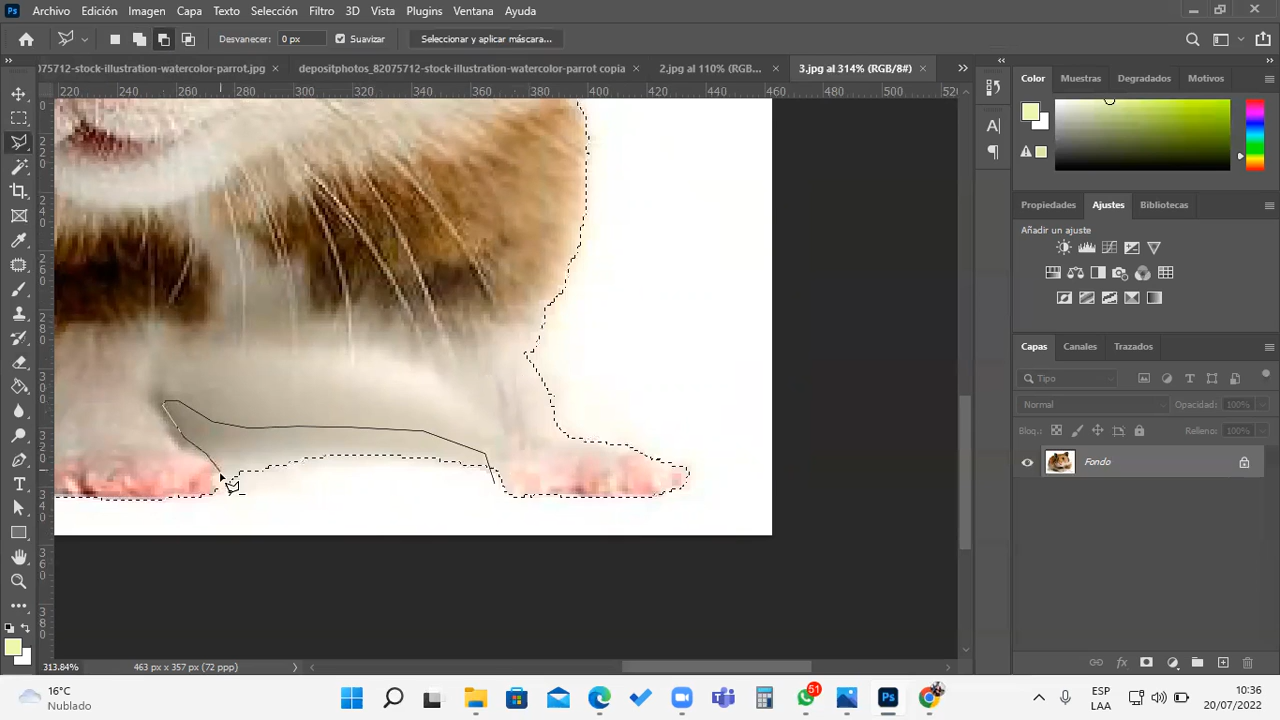 Ps Archivo Edición Imagen Capa Texto Selección Filtro 3D Vista Plugins Ventana Ayuda
Desvanecer: 0 px Suavizar Seleccionar y aplicar máscara...
75712-stock-illustration-watercolor-parrot.jpg × depositphotos_82075712-stock-illustration-watercolor-parrot copia × 2.jpg al 110% (RGB... × 3.jpg al 314% (RGB/8#) ×
220 240 260 280 300 320 340 360 380 400 420 440 460 480 500 520
Color Muestras Degradados Motivos
Propiedades Ajustes Bibliotecas
Añadir un ajuste
Capas Canales Trazados
Tipo
Normal Opacidad: 100%
Bloq.: Relleno: 100%
Fondo
313.84% 463 px x 357 px (72 ppp)
16°C
Nublado
51
Ps
ESP
LAA
10:36
20/07/2022